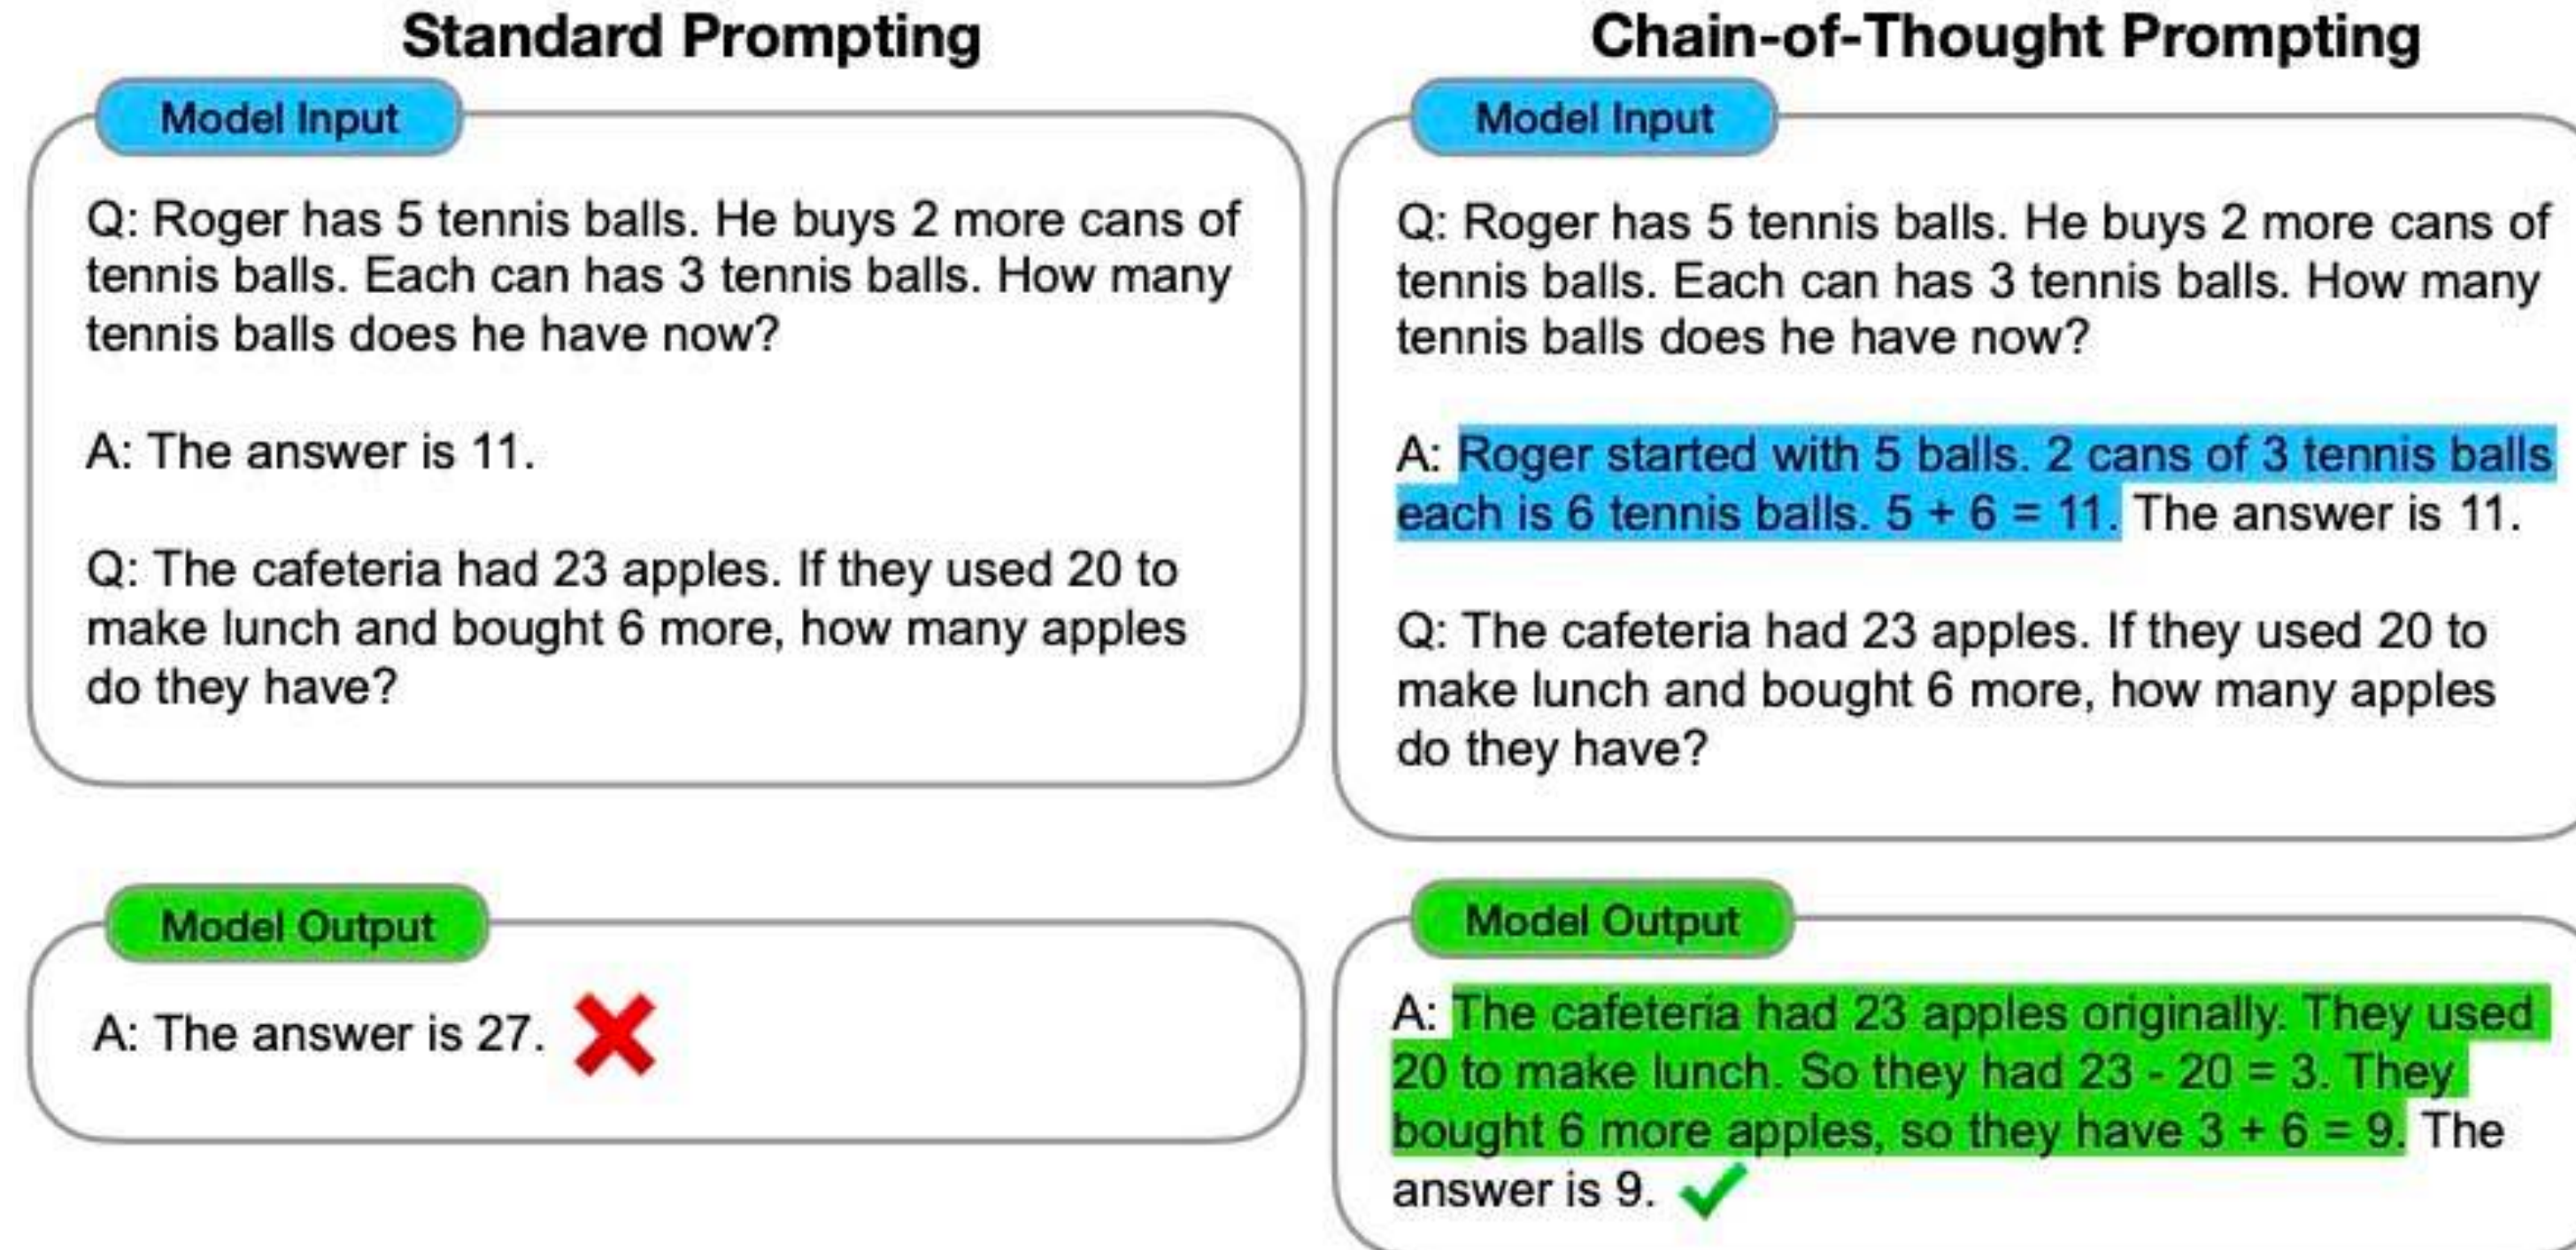 Standard Prompting
Model Input
Q: Roger has 5 tennis balls. He buys 2 more cans of
tennis balls. Each can has 3 tennis balls. How many
tennis balls does he have now?
A: The answer is 11.
Q: The cafeteria had 23 apples. If they used 20 to
make lunch and bought 6 more, how many apples
do they have?
Model Output
A: The answer is 27.
Chain-of-Thought Prompting
Model Input
Q: Roger has 5 tennis balls. He buys 2 more cans of
tennis balls. Each can has 3 tennis balls. How many
tennis balls does he have now?
A: Roger started with 5 balls. 2 cans of 3 tennis balls
each is 6 tennis balls. 5 + 6 = 11. The answer is 11.
Q: The cafeteria had 23 apples. If they used 20 to
make lunch and bought 6 more, how many apples
do they have?
Model Output
A: The cafeteria had 23 apples originally. They used
20 to make lunch. So they had 23 - 20 = 3. They
bought 6 more apples, so they have 3 + 6 = 9. The
answer is 9.